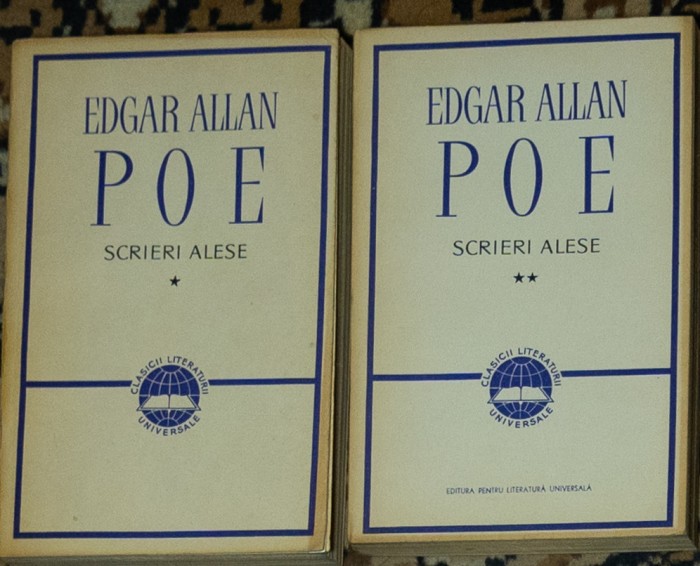 EDGAR ALLAN
POE
SCRIERI ALESE
★
CLASICII LITERATURII
UNIVERSALE
EDGAR ALLAN
POE
SCRIERI ALESE
★★
CLASICII LITERATURII
UNIVERSALE
EDITURA PENTRU LITERATURĂ UNIVERSALĂ